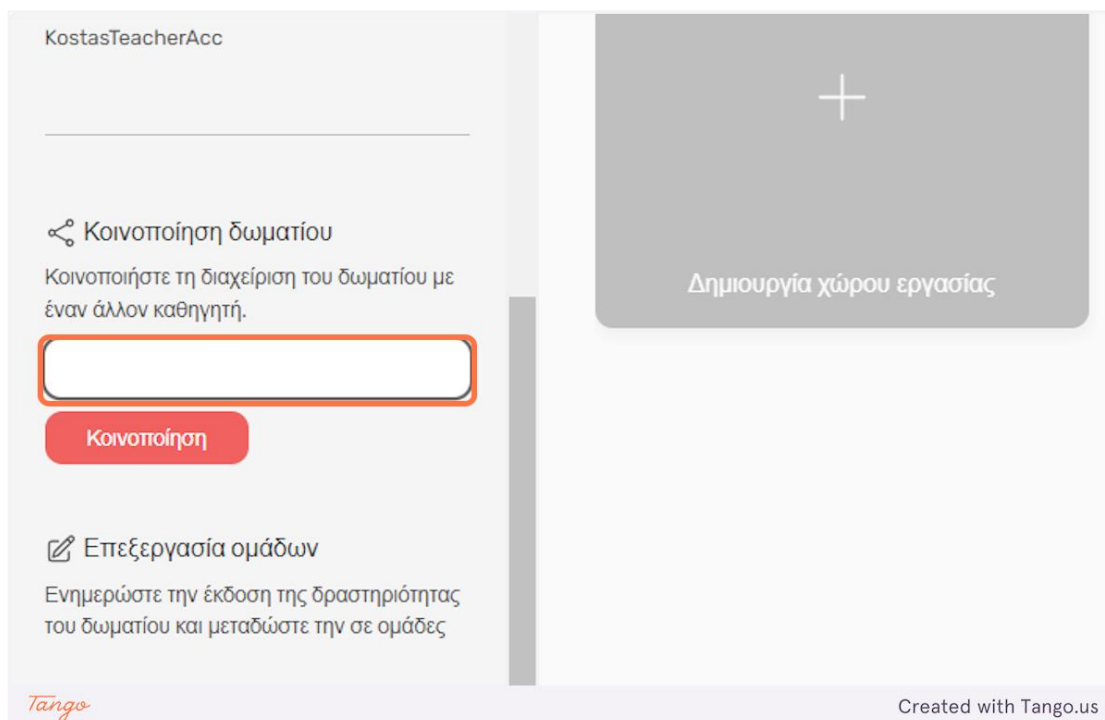 KostasTeacherAcc
Κοινοποίηση δωματίου
Κοινοποιήστε τη διαχείριση του δωματίου με
έναν άλλον καθηγητή.
Κοινοποίηση
Επεξεργασία ομάδων
Ενημερώστε την έκδοση της δραστηριότητας
του δωματίου και μεταδώστε την σε ομάδες
Δημιουργία χώρου εργασίας
Tango
Created with Tango.us